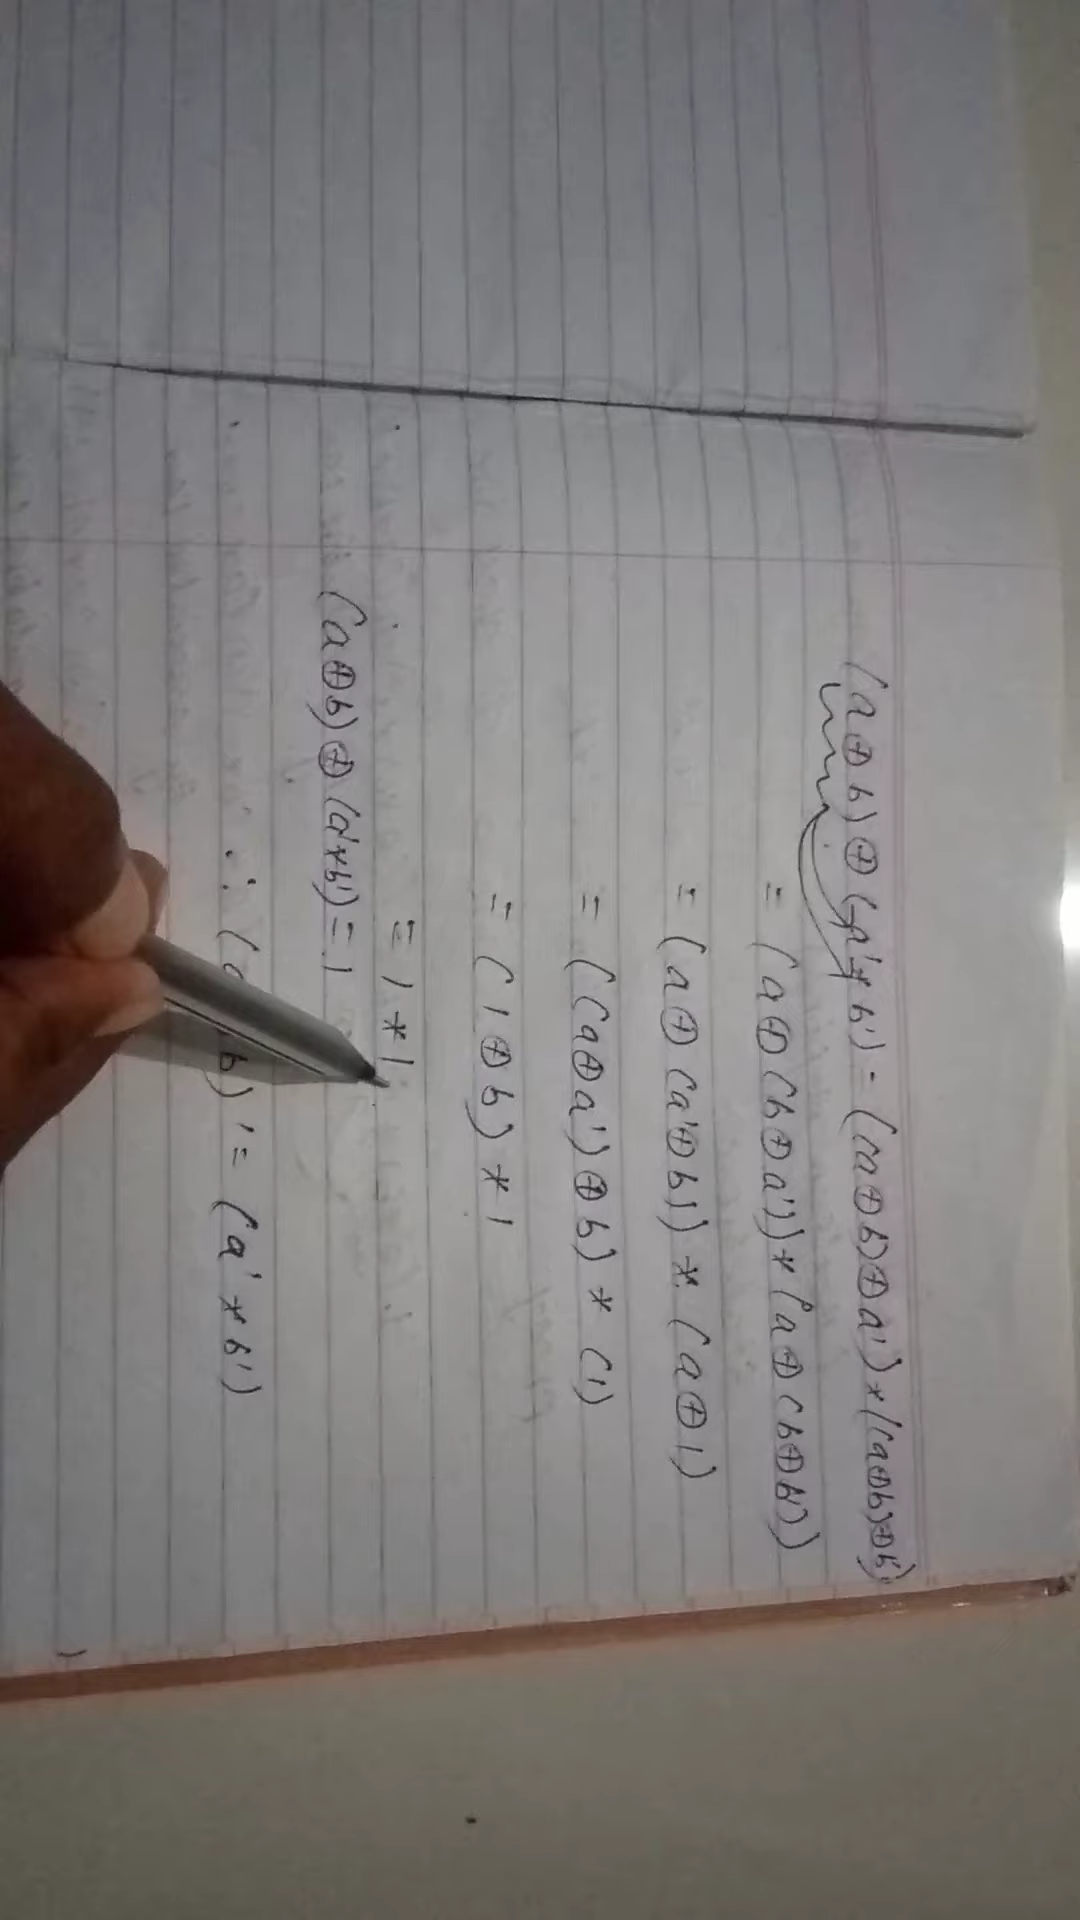 (a⊕b)⊕(a'*b') = ((a⊕b)⊕a')*((a⊕b)⊕b')
= (a⊕(b⊕a'))*(a⊕(b⊕b'))
= (a⊕(a'⊕b))*(a⊕1)
= ((a⊕a')⊕b)*(1)
= (1⊕b)*1
= 1*1
(a⊕b)⊕(a'*b')=1
∴ ( b)'= (a'*b')